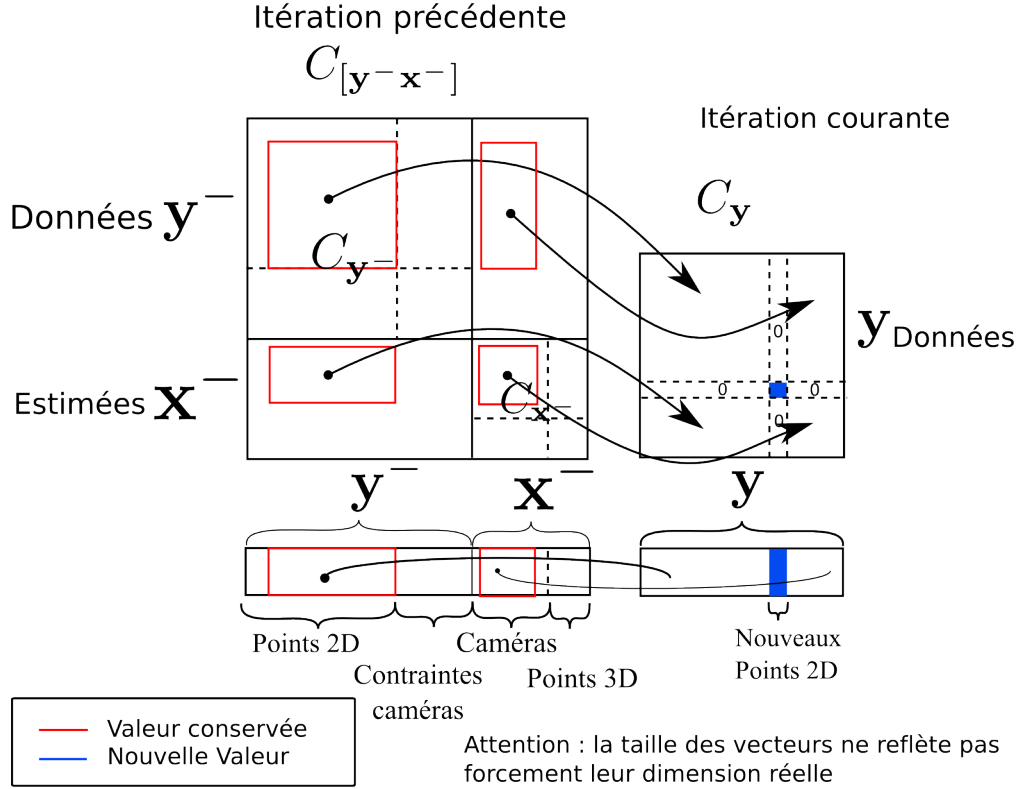 Itération précédente
C[y⁻ x⁻]
Itération courante
C_y
Données y⁻
C_y⁻
0
y Données
0 0
Estimées x⁻
C_x⁻
0
y⁻ x⁻ y
Points 2D
Caméras
Nouveaux
Points 2D
Contraintes
caméras
Points 3D
Valeur conservée
Nouvelle Valeur
Attention : la taille des vecteurs ne reflète pas
forcement leur dimension réelle